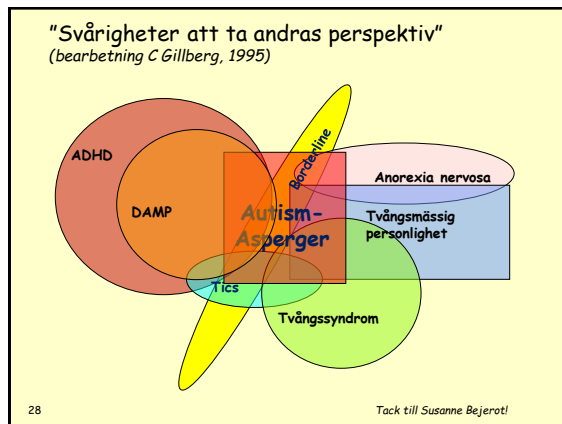 "Svårigheter att ta andras perspektiv"
(bearbetning C Gillberg, 1995)
Borderline
ADHD
Anorexia nervosa
DAMP
Autism-
Asperger
Tvångsmässig
personlighet
Tics
Tvångssyndrom
28
Tack till Susanne Bejerot!